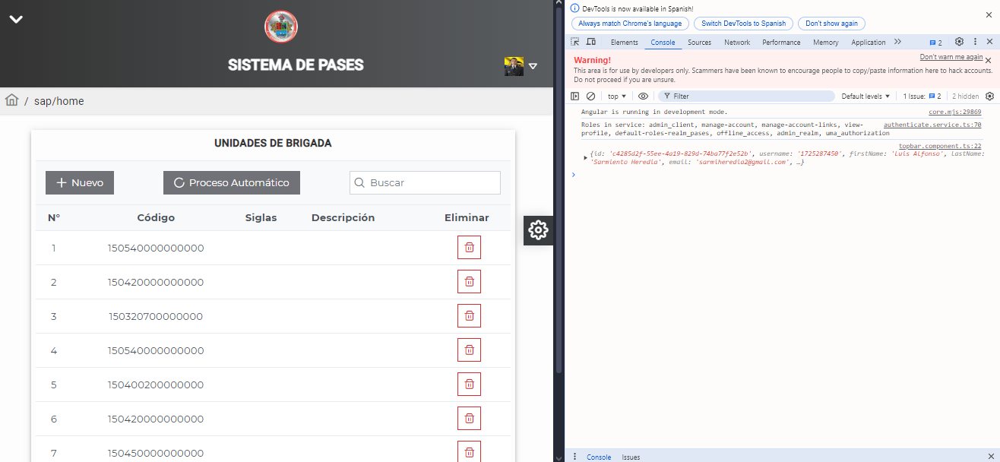 SISTEMA DE PASES
/ sap/home
UNIDADES DE BRIGADA
Nuevo
Proceso Automático
Buscar
N° Código Siglas Descripción Eliminar
1 150540000000000
2 150420000000000
3 150320700000000
4 150540000000000
5 150400200000000
6 150420000000000
7 150450000000000
DevTools is now available in Spanish!
Always match Chrome's language Switch DevTools to Spanish Don't show again
Elements Console Sources Network Performance Memory Application 2
Warning! Don't warn me again
This area is for use by developers only. Scammers have been known to encourage people to copy/paste information here to hack accounts.
Do not proceed if you are unsure.
top Filter Default levels 1 Issue: 2 2 hidden
Angular is running in development mode. core.mjs:29869
Roles in service: admin_client, manage-account, manage-account-links, view- authenticate.service.ts:70
profile, default-roles-realm_pases, offline_access, admin_realm, uma_authorization
topbar.component.ts:22
{id: 'c4285d2f-55ee-4a19-829d-74ba77f2e52b', username: '1725287450', firstName: 'Luis Alfonso', lastName:
'Sarmiento Heredia', email: 'sarmiheredia2@gmail.com', …}
Console Issues